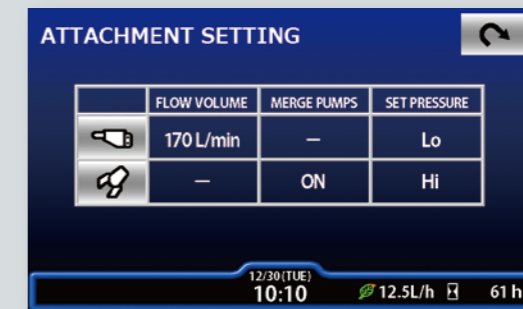 ATTACHMENT SETTING
FLOW VOLUME MERGE PUMPS SET PRESSURE
170 L/min — Lo
— ON Hi
12/30(TUE)
10:10 12.5L/h 61 h